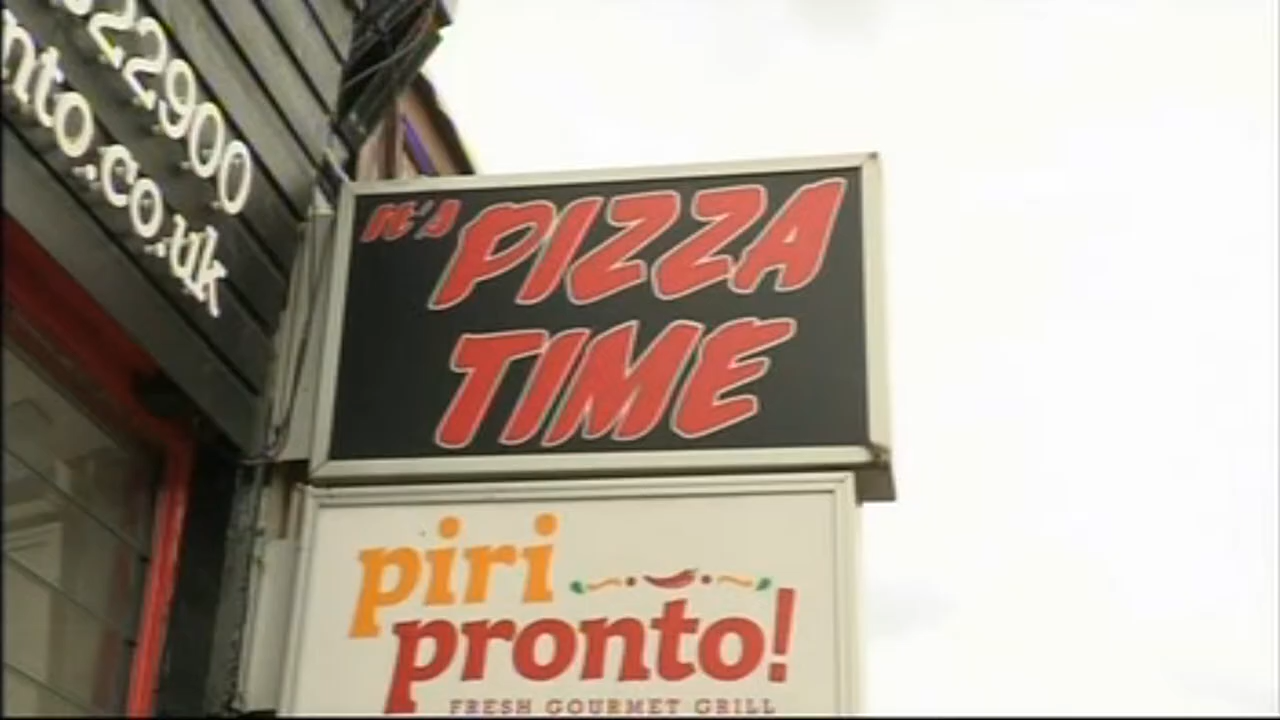 22900
nto.co.uk
It's PIZZA
TIME
piri
pronto!
FRESH GOURMET GRILL